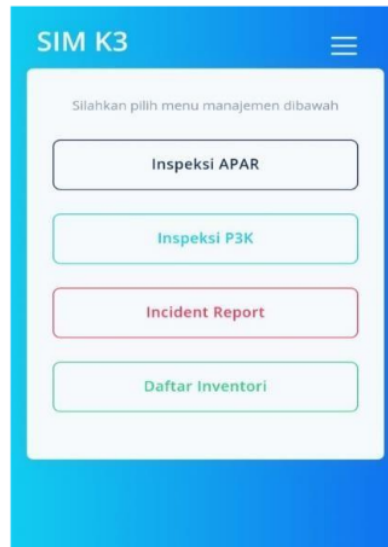 SIM K3
Silahkan pilih menu manajemen dibawah
Inspeksi APAR
Inspeksi P3K
Incident Report
Daftar Inventori